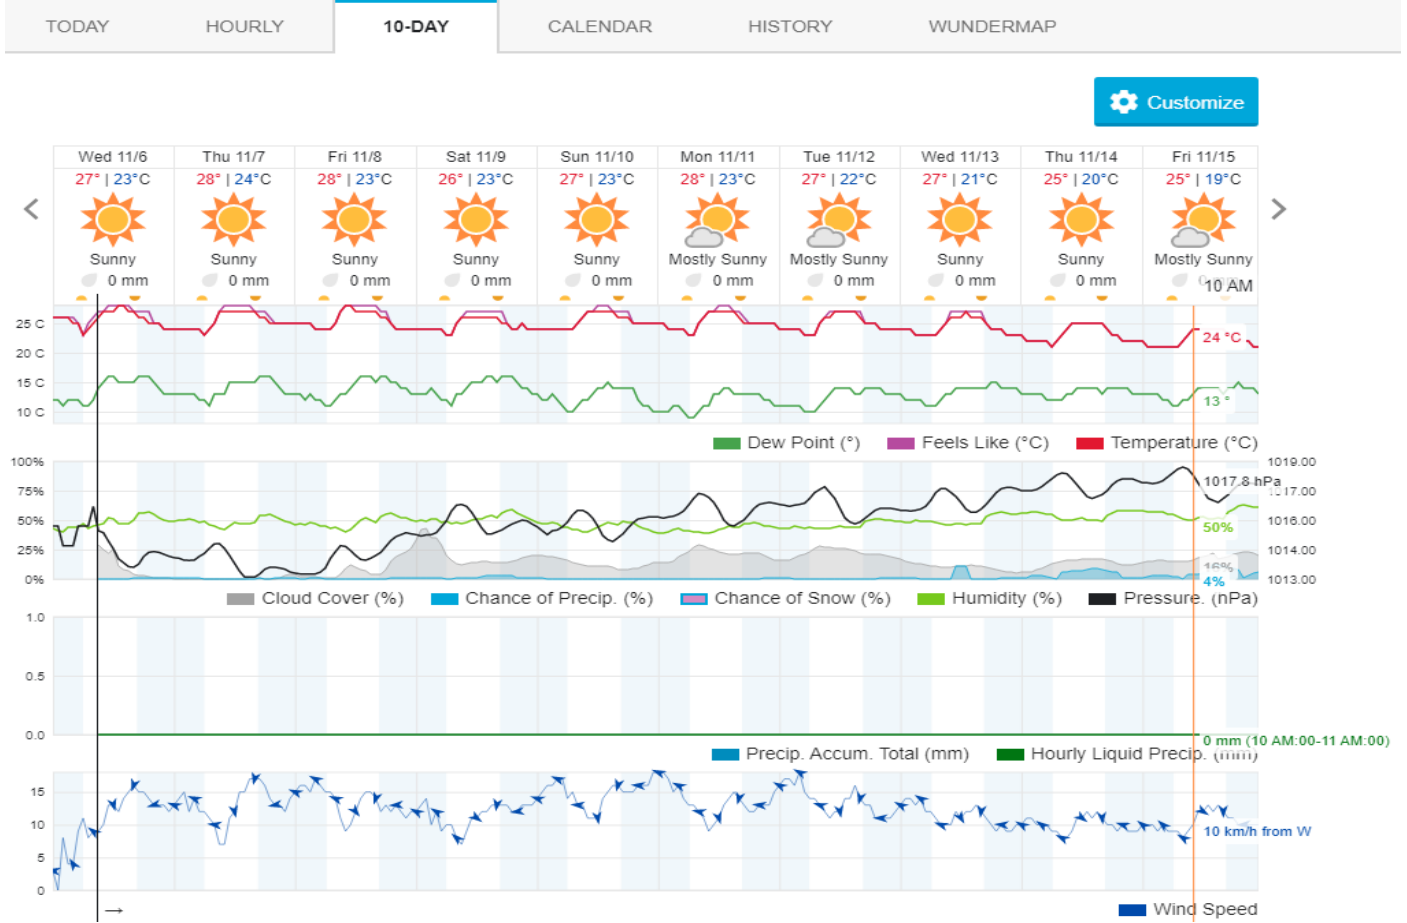 TODAY HOURLY 10-DAY CALENDAR HISTORY WUNDERMAP
Customize
Wed 11/6 Thu 11/7 Fri 11/8 Sat 11/9 Sun 11/10 Mon 11/11 Tue 11/12 Wed 11/13 Thu 11/14 Fri 11/15
27° | 23°C 28° | 24°C 28° | 23°C 26° | 23°C 27° | 23°C 28° | 23°C 27° | 22°C 27° | 21°C 25° | 20°C 25° | 19°C
Sunny Sunny Sunny Sunny Sunny Mostly Sunny Mostly Sunny Sunny Sunny Mostly Sunny
0 mm 0 mm 0 mm 0 mm 0 mm 0 mm 0 mm 0 mm 0 mm 0 mm
10 AM
25 C
24 °C
20 C
15 C
13 °
10 C
Dew Point (°) Feels Like (°C) Temperature (°C)
100% 1019.00
1017.8 hPa
75% 17.00
50% 1016.00
50%
25% 1014.00
16%
0% 4% 1013.00
Cloud Cover (%) Chance of Precip. (%) Chance of Snow (%) Humidity (%) Pressure. (hPa)
1.0
0.5
0.0
0 mm (10 AM:00-11 AM:00)
Precip. Accum. Total (mm) Hourly Liquid Precip. (mm)
15
10
10 km/h from W
5
0
→
Wind Speed